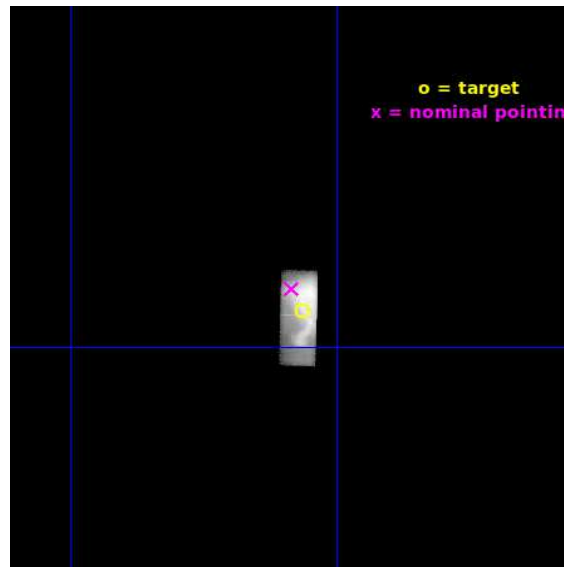 o = target
x = nominal pointin